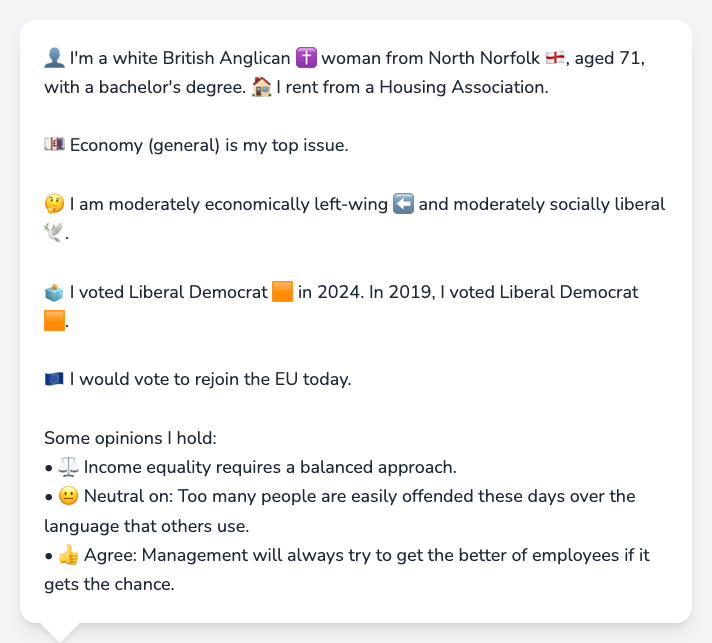 👤 I'm a white British Anglican ✝️ woman from North Norfolk 🏴󠁧󠁢󠁥󠁮󠁧󠁿, aged 71,
with a bachelor's degree. 🏠 I rent from a Housing Association.
💷 Economy (general) is my top issue.
🤔 I am moderately economically left-wing ⬅️ and moderately socially liberal
🕊️.
🗳️ I voted Liberal Democrat 🟧 in 2024. In 2019, I voted Liberal Democrat
🟧.
🇪🇺 I would vote to rejoin the EU today.
Some opinions I hold:
• ⚖️ Income equality requires a balanced approach.
• 😐 Neutral on: Too many people are easily offended these days over the
language that others use.
• 👍 Agree: Management will always try to get the better of employees if it
gets the chance.